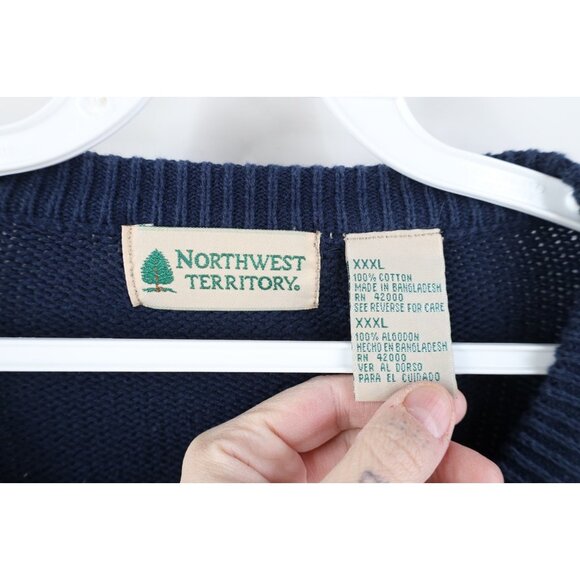 NORTHWEST
TERRITORY®
XXXL
100% COTTON
MADE IN BANGLADESH
RN 42000
SEE REVERSE FOR CARE
XXXL
100% ALGODON
HECHO EN BANGLADESH
RN 42000
VER AL DORSO
PARA EL CUIDADO